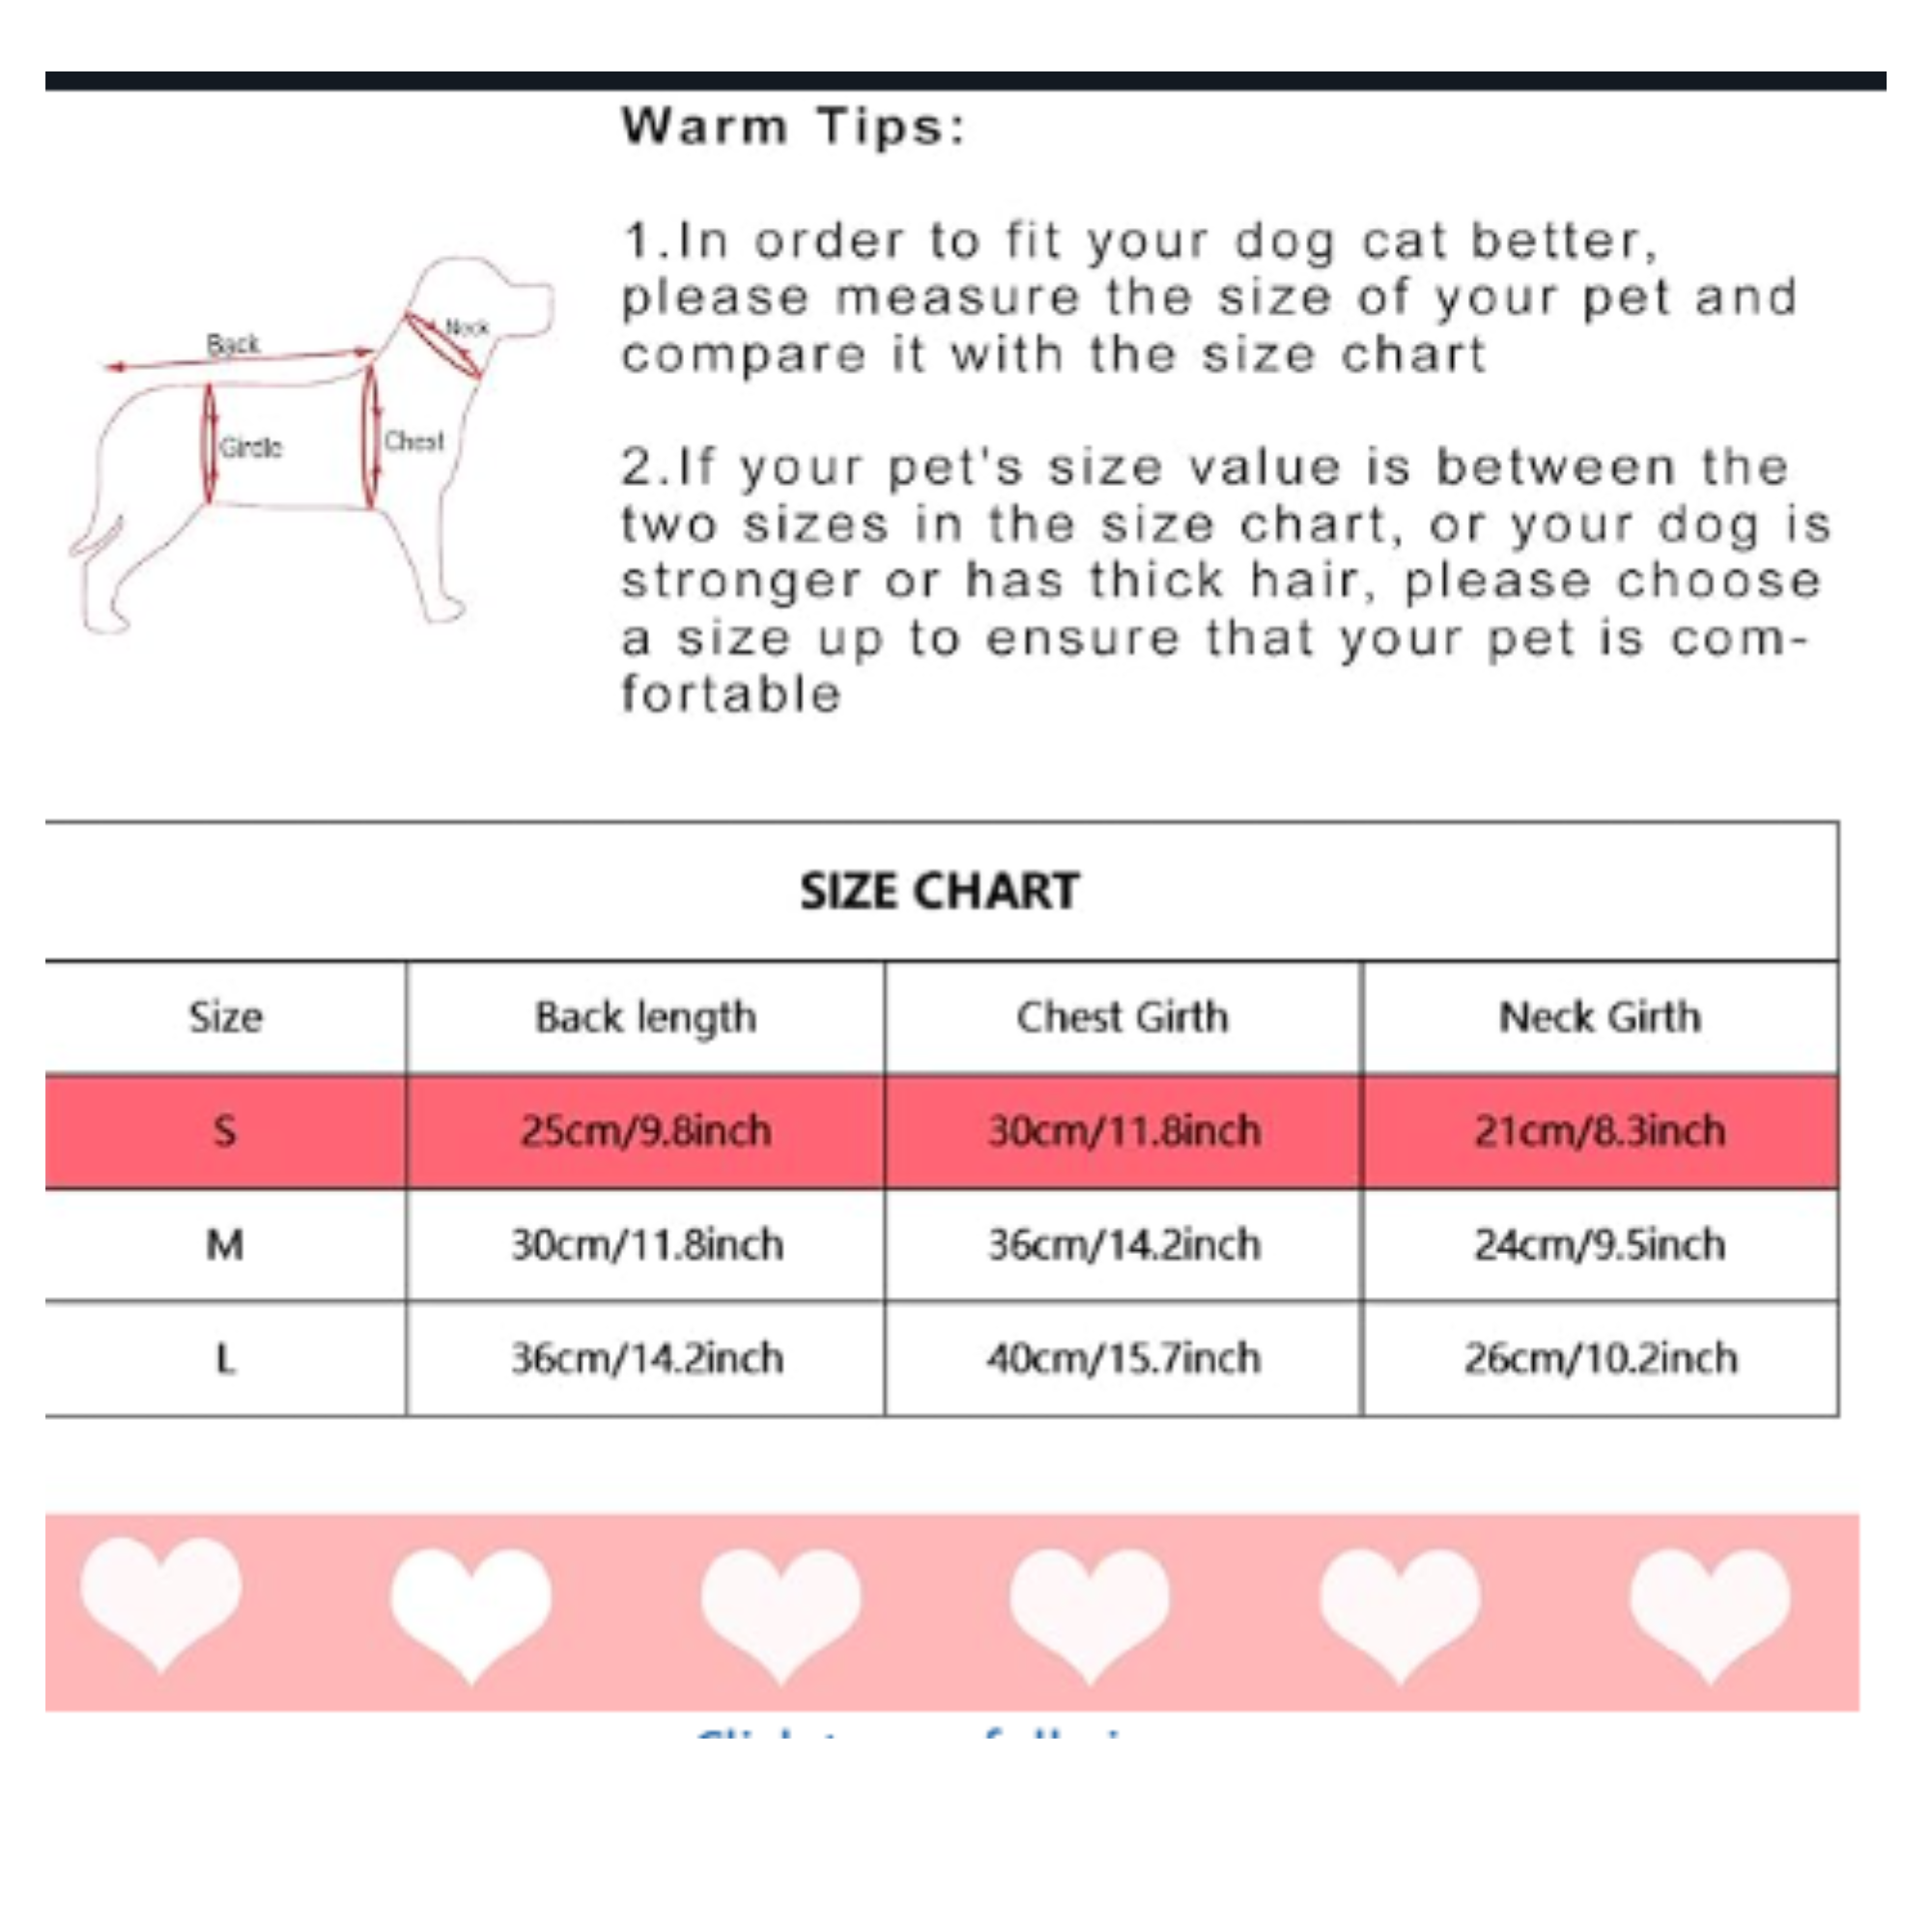 Warm Tips:
1.In order to fit your dog cat better,
please measure the size of your pet and
compare it with the size chart
2.If your pet's size value is between the
two sizes in the size chart, or your dog is
stronger or has thick hair, please choose
a size up to ensure that your pet is com-
fortable
Back
Neck
Girdle
Chest
SIZE CHART
Size Back length Chest Girth Neck Girth
S 25cm/9.8inch 30cm/11.8inch 21cm/8.3inch
M 30cm/11.8inch 36cm/14.2inch 24cm/9.5inch
L 36cm/14.2inch 40cm/15.7inch 26cm/10.2inch